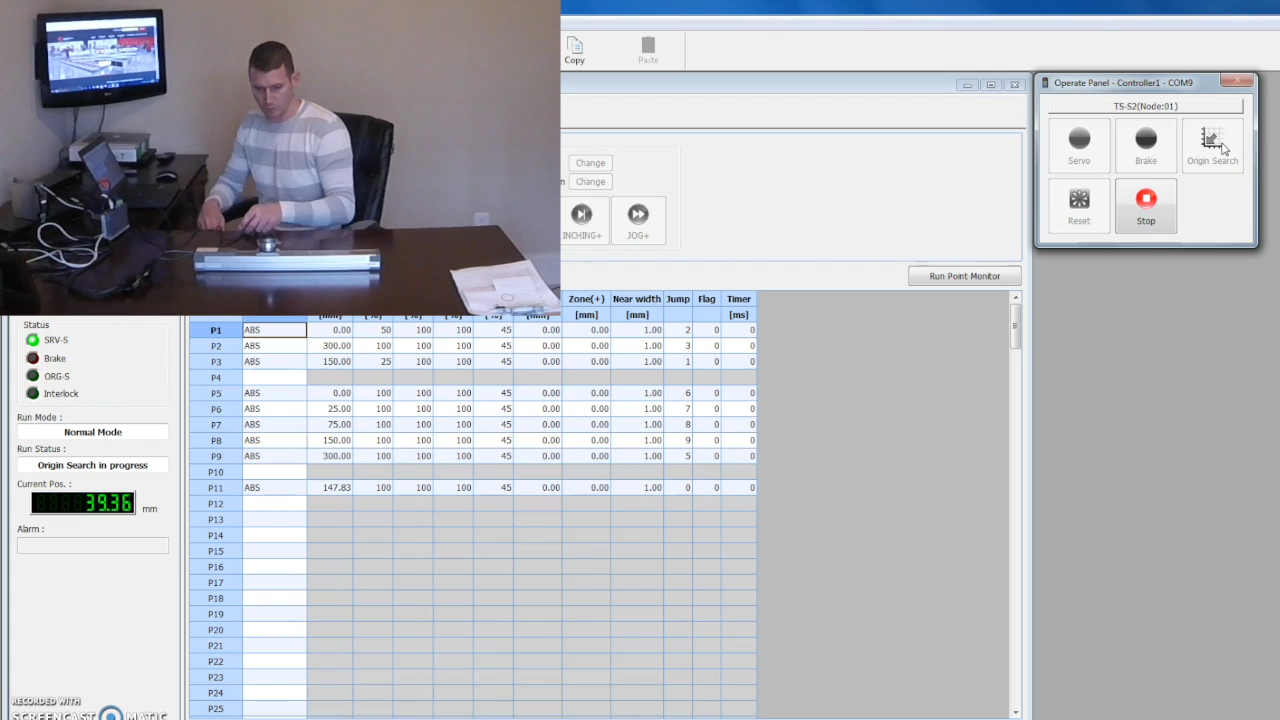 Copy
Paste
Operate Panel - Controller1 - COM9
TS-S2(Node:01)
Servo
Brake
Origin Search
Reset
Stop
Change
Change
INCHING+
JOG+
Run Point Monitor
Zone(+) Near width Jump Flag Timer
[mm] [%] [%] [%] [%] [mm] [mm] [mm] [ms]
P1 ABS 0.00 50 100 100 45 0.00 0.00 1.00 2 0 0
P2 ABS 300.00 100 100 100 45 0.00 0.00 1.00 3 0 0
P3 ABS 150.00 25 100 100 45 0.00 0.00 1.00 1 0 0
P4
P5 ABS 0.00 100 100 100 45 0.00 0.00 1.00 6 0 0
P6 ABS 25.00 100 100 100 45 0.00 0.00 1.00 7 0 0
P7 ABS 75.00 100 100 100 45 0.00 0.00 1.00 8 0 0
P8 ABS 150.00 100 100 100 45 0.00 0.00 1.00 9 0 0
P9 ABS 300.00 100 100 100 45 0.00 0.00 1.00 5 0 0
P10
P11 ABS 147.83 100 100 100 45 0.00 0.00 1.00 0 0 0
P12
P13
P14
P15
P16
P17
P18
P19
P20
P21
P22
P23
P24
P25
Status
SRV-S
Brake
ORG-S
Interlock
Run Mode :
Normal Mode
Run Status :
Origin Search in progress
Current Pos. :
39.36 mm
Alarm :
RECORDED WITH
SCREENCAST MATIC